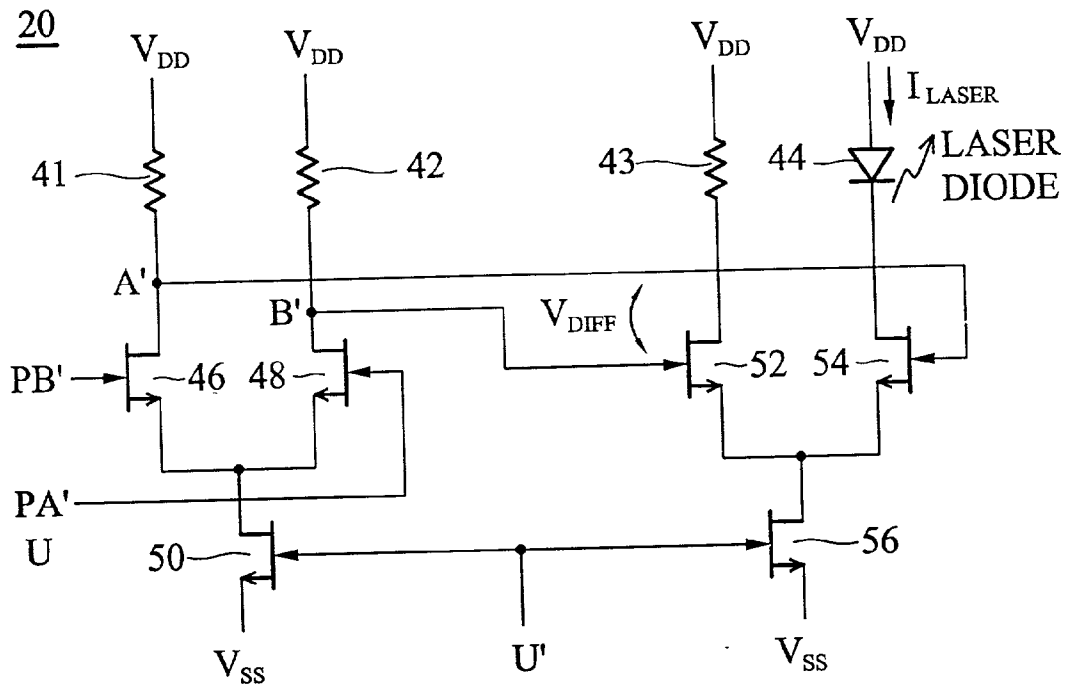 20
V_DD V_DD V_DD V_DD
I_LASER
41 42 43 44 LASER
DIODE
A'
B' V_DIFF
PB' 46 48 52 54
PA'
U 50 56
V_SS U' V_SS